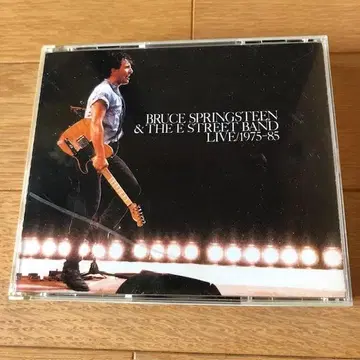 BRUCE SPRINGSTEEN
& THE E STREET BAND
LIVE/1975-85